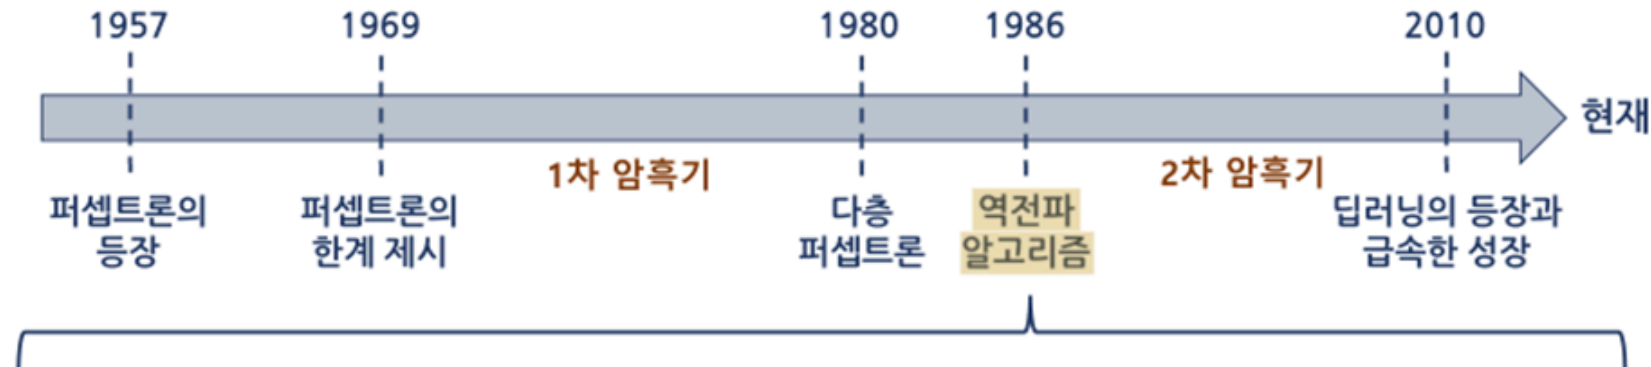 1957
1969
1980
1986
2010
현재
1차 암흑기
2차 암흑기
퍼셉트론의
등장
퍼셉트론의
한계 제시
다층
퍼셉트론
역전파
알고리즘
딥러닝의 등장과
급속한 성장